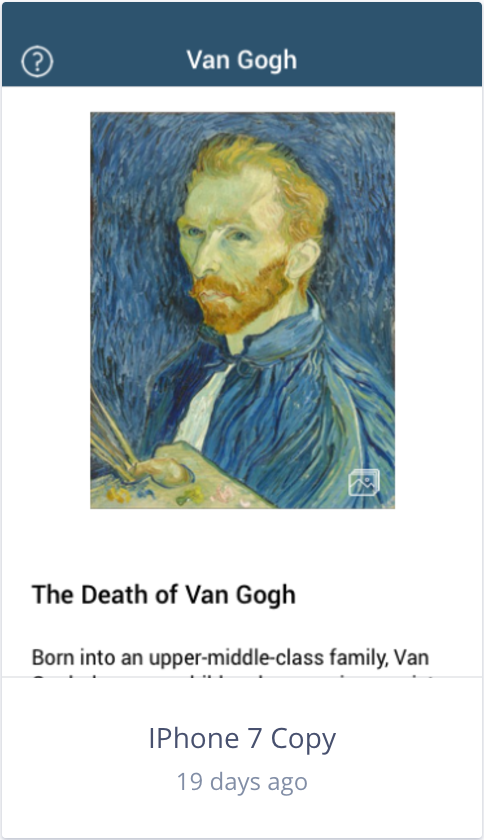 ?
Van Gogh
The Death of Van Gogh
Born into an upper-middle-class family, Van
IPhone 7 Copy
19 days ago